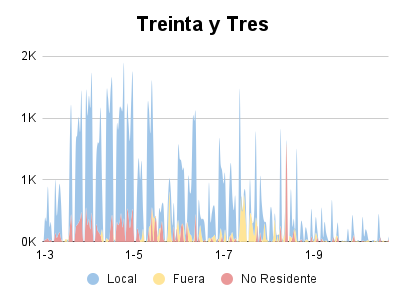 Treinta y Tres
2K
1K
1K
0K
1-3 1-5 1-7 1-9
Local Fuera No Residente